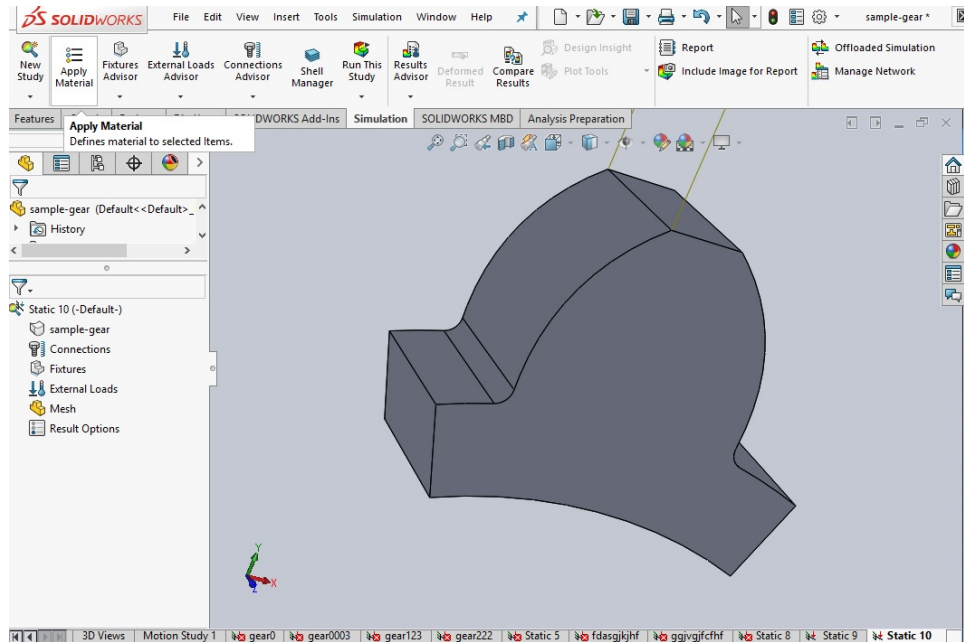 SOLIDWORKS File Edit View Insert Tools Simulation Window Help sample-gear *
New Study
Apply Material
Fixtures Advisor
External Loads Advisor
Connections Advisor
Shell Manager
Run This Study
Results Advisor
Deformed Result
Compare Results
Design Insight
Plot Tools
Report
Include Image for Report
Offloaded Simulation
Manage Network
Features SOLIDWORKS Add-Ins Simulation SOLIDWORKS MBD Analysis Preparation
Apply Material
Defines material to selected Items.
sample-gear (Default<<Default>_
History
Static 10 (-Default-)
sample-gear
Connections
Fixtures
External Loads
Mesh
Result Options
Y
X
Z
3D Views Motion Study 1 gear0 gear0003 gear123 gear222 Static 5 fdasgjkjhf ggjvgjfcfhf Static 8 Static 9 Static 10